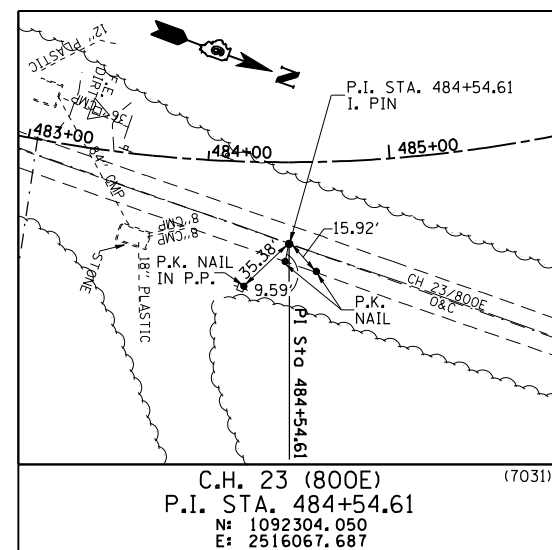 12" PLASTIC
F.E.
DIRT
36" CMP
N
P.I. STA. 484+54.61
I. PIN
483+00
484+00
485+00
84' CMP
8" CMP
8" CMP
STONE
18" PLASTIC
P.K. NAIL
IN P.P.
35.38'
15.92'
9.59'
P.K.
NAIL
CH 23/800E
O&C
PI Sta 484+54.61
C.H. 23 (800E)
(7031)
P.I. STA. 484+54.61
N: 1092304.050
E: 2516067.687